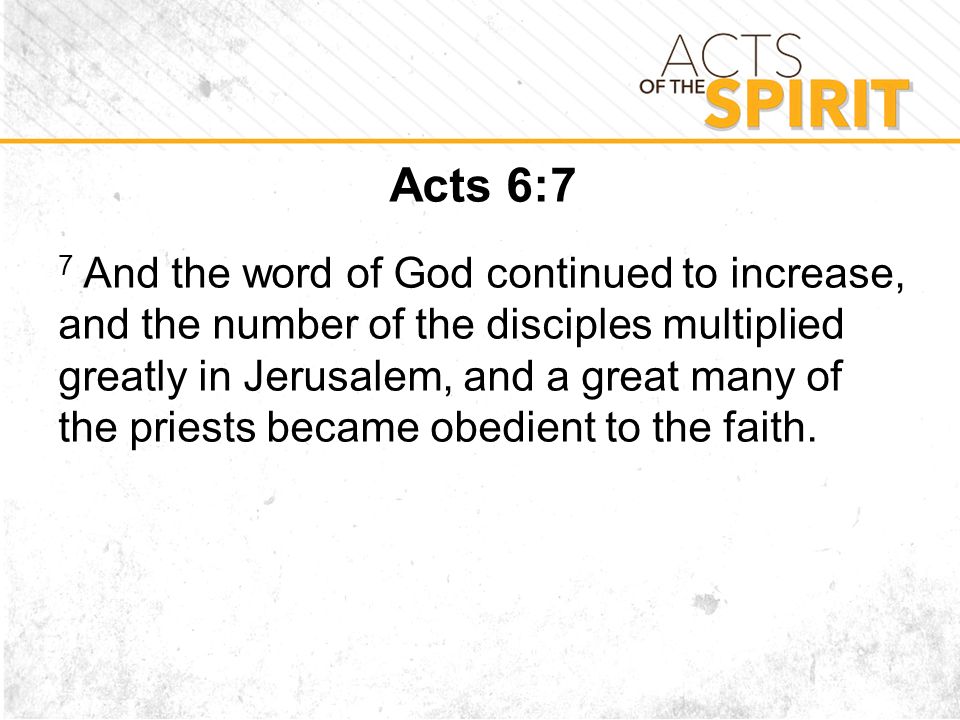 ACTS
OF THE SPIRIT
Acts 6:7
7 And the word of God continued to increase,
and the number of the disciples multiplied
greatly in Jerusalem, and a great many of
the priests became obedient to the faith.